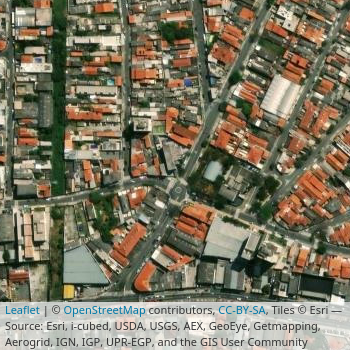 Leaflet | © OpenStreetMap contributors, CC-BY-SA, Tiles © Esri —
Source: Esri, i-cubed, USDA, USGS, AEX, GeoEye, Getmapping,
Aerogrid, IGN, IGP, UPR-EGP, and the GIS User Community